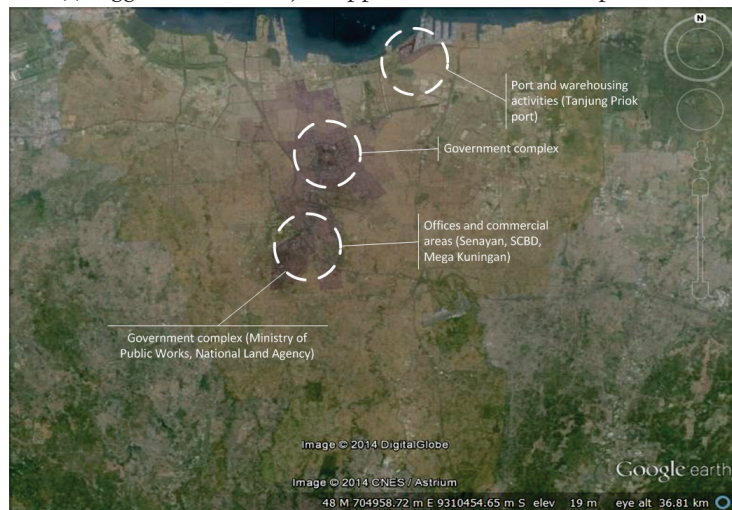 N
Port and warehousing
activities (Tanjung Priok
port)
Government complex
Offices and commercial
areas (Senayan, SCBD,
Mega Kuningan)
Government complex (Ministry of
Public Works, National Land Agency)
Image © 2014 DigitalGlobe
Google earth
Image © 2014 CNES / Astrium
48 M 704958.72 m E 9310454.65 m S elev 19 m eye alt 36.81 km